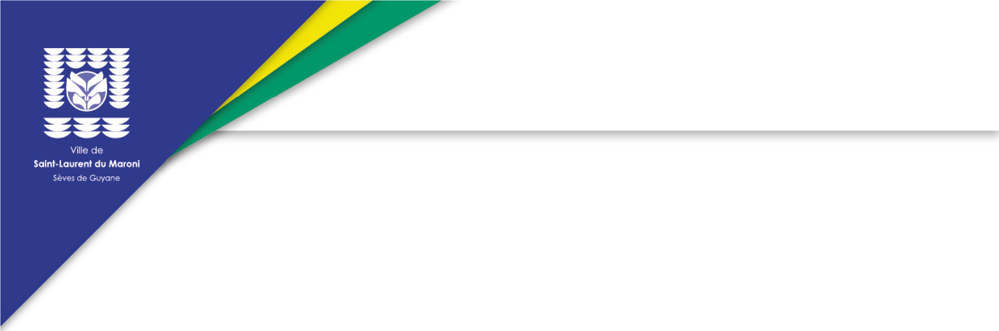 Ville de
Saint-Laurent du Maroni
Sèves de Guyane